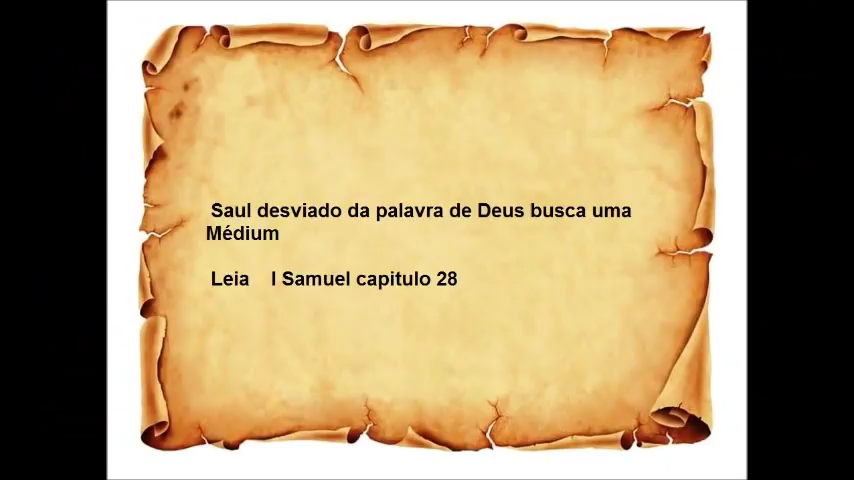 Saul desviado da palavra de Deus busca uma
Médium
Leia I Samuel capitulo 28